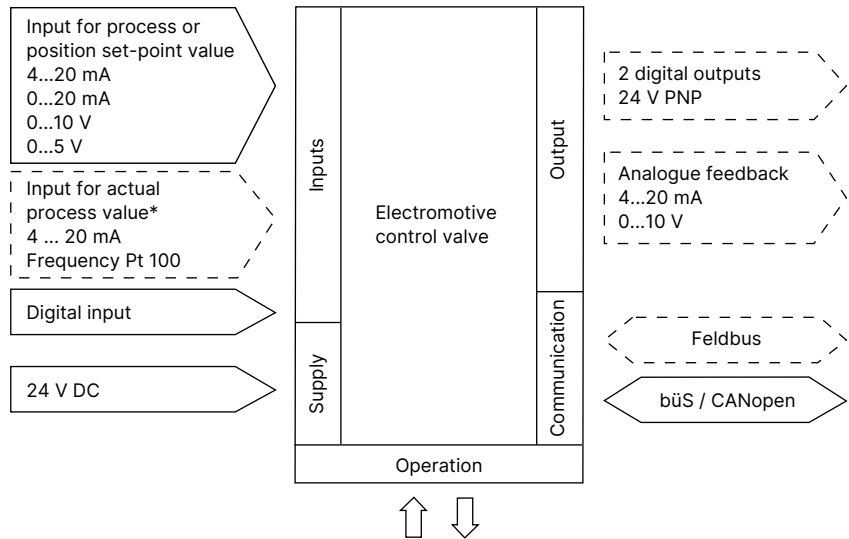 Input for process or
position set-point value
4...20 mA
0...20 mA
0...10 V
0...5 V
Input for actual
process value*
4 ... 20 mA
Frequency Pt 100
Digital input
24 V DC
Inputs
Supply
Electromotive
control valve
Output
Communication
Operation
2 digital outputs
24 V PNP
Analogue feedback
4...20 mA
0...10 V
Feldbus
büS / CANopen